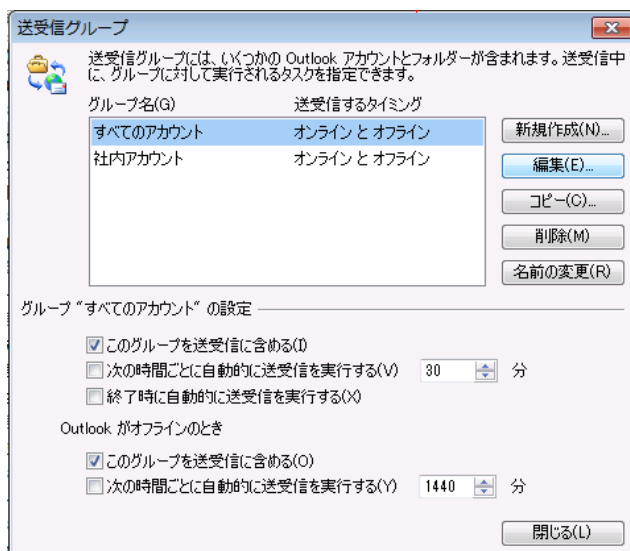 送受信グループ
送受信グループには、いくつかの Outlook アカウントとフォルダーが含まれます。送受信中
に、グループに対して実行されるタスクを指定できます。
グループ名(G) 送受信するタイミング
すべてのアカウント オンライン と オフライン
社内アカウント オンライン と オフライン
新規作成(N)...
編集(E)...
コピー(C)...
削除(M)
名前の変更(R)
グループ "すべてのアカウント" の設定
このグループを送受信に含める(I)
次の時間ごとに自動的に送受信を実行する(V) 30 分
終了時に自動的に送受信を実行する(X)
Outlook がオフラインのとき
このグループを送受信に含める(O)
次の時間ごとに自動的に送受信を実行する(Y) 1440 分
閉じる(L)